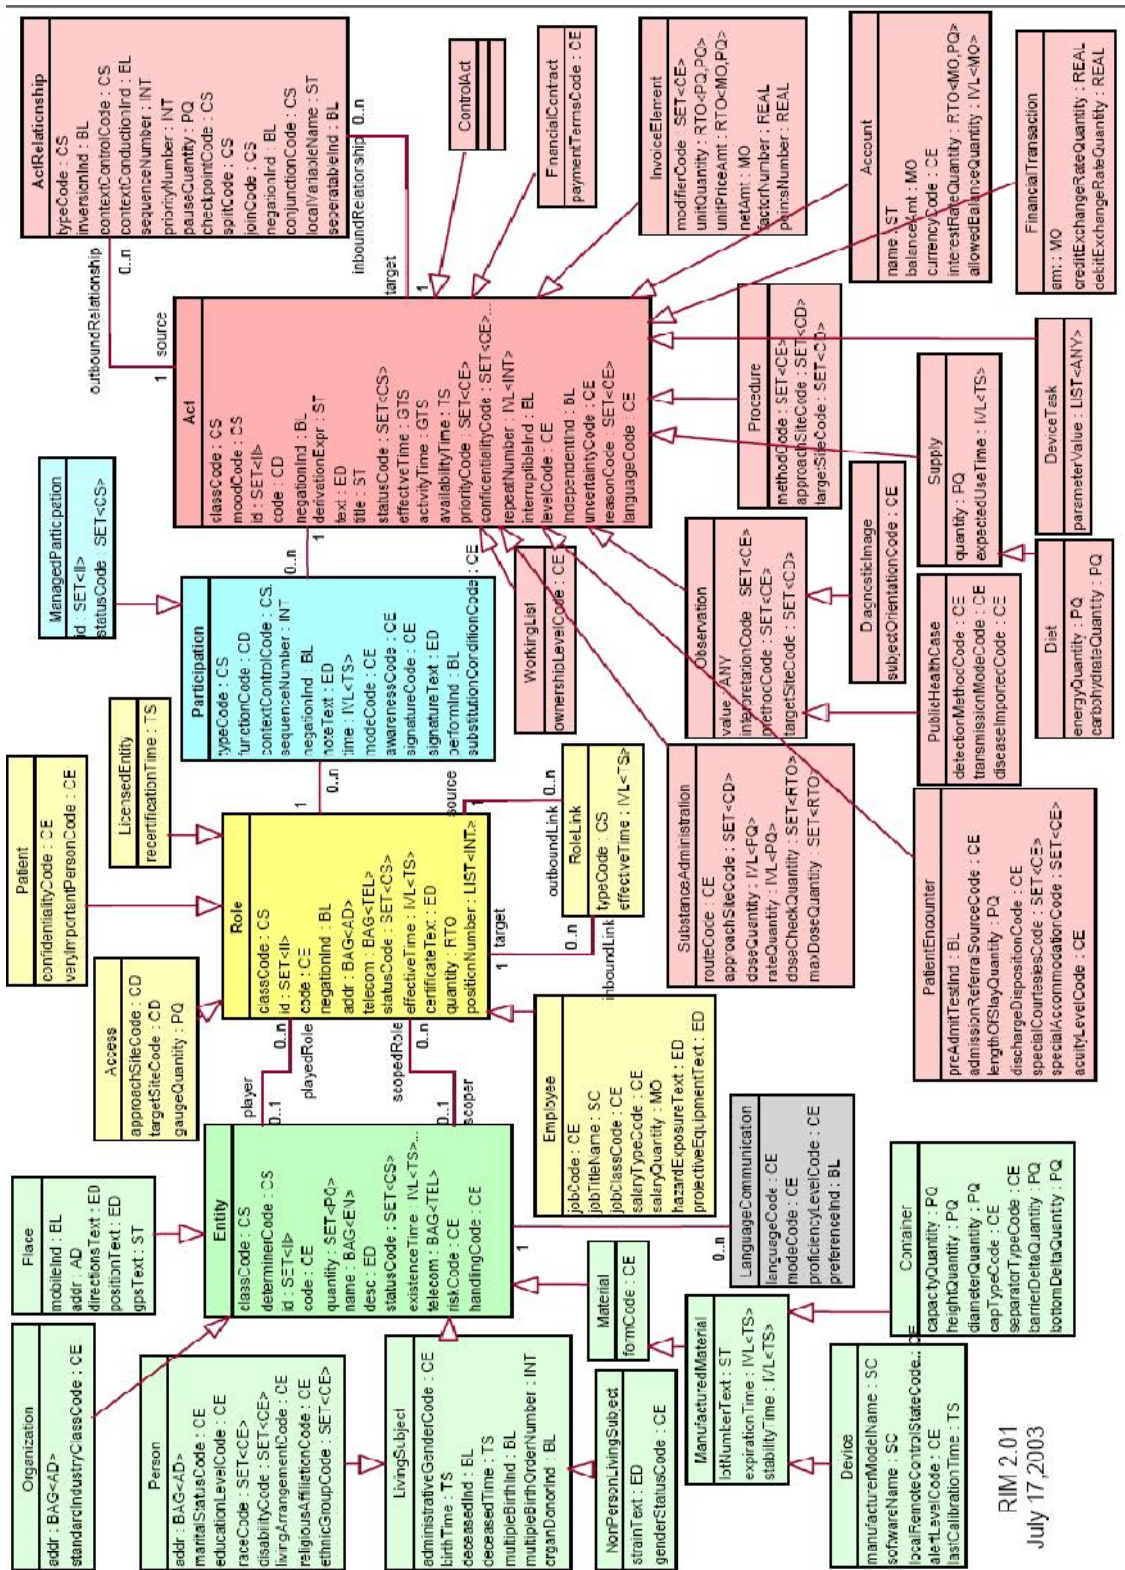 Organization
addr : BAG<AD>
standardIndustryClassCode : CE
Place
mobileInd : BL
addr : AD
directionsText : ED
positionText : ED
gpsText : ST
Person
addr : BAG<AD>
maritalStatusCode : CE
educationLevelCode : CE
raceCode : SET<CE>
disabilityCode : SET<CE>
livingArrangementCode : CE
religiousAffiliationCode : CE
ethnicGroupCode : SET<CE>
LivingSubject
administrativeGenderCode : CE
birthTime : TS
deceasedInd : BL
deceasedTime : TS
multipleBirthInd : BL
multipleBirthOrderNumber : INT
organDonorInd : BL
NonPersonLivingSubject
strainText : ED
genderStatusCode : CE
Entity
classCode : CS
determinerCode : CS
id : SET<II>
code : CE
quantity : SET<PQ>
name : BAG<EN>
desc : ED
statusCode : SET<CS>
existenceTime : IVL<TS>...
telecom : BAG<TEL>
riskCode : CE
handlingCode : CE
Material
formCode : CE
ManufacturedMaterial
lotNumberText : ST
expirationTime : IVL<TS>
stabilityTime : IVL<TS>
Device
manufacturerModelName : SC
softwareName : SC
localRemoteControlStateCode... CE
alertLevelCode : CE
lastCalibrationTime : TS
Container
capacityQuantity : PQ
heightQuantity : PQ
diameterQuantity : PQ
capTypeCode : CE
separatorTypeCode : CE
barrierDeltaQuantity : PQ
bottomDeltaQuantity : PQ
LanguageCommunication
languageCode : CE
modeCode : CE
proficiencyLevelCode : CE
preferenceInd : BL
1
0..n
player
0..1
playedRole
0..n
scopedRole
0..n
0..1
scoper
Access
approachSiteCode : CD
targetSiteCode : CD
gaugeQuantity : PQ
Patient
confidentialityCode : CE
veryImportantPersonCode : CE
LicensedEntity
recertificationTime : TS
Role
classCode : CS
id : SET<II>
code : CE
negationInd : BL
addr : BAG<AD>
telecom : BAG<TEL>
statusCode : SET<CS>
effectiveTime : IVL<TS>
certificateText : ED
quantity : RTO
positionNumber : LIST<INT>
Employee
jobCode : CE
jobTitleName : SC
jobClassCode : CE
salaryTypeCode : CE
salaryQuantity : MO
hazardExposureText : ED
protectiveEquipmentText : ED
RoleLink
typeCode : CS
effectiveTime : IVL<TS>
1
target
inboundLink
0..n
source
1
outboundLink
0..n
1
0..n
ManagedParticipation
id : SET<II>
statusCode : SET<CS>
Participation
typeCode : CS
functionCode : CD
contextControlCode : CS
sequenceNumber : INT
negationInd : BL
noteText : ED
time : IVL<TS>
modeCode : CE
awarenessCode : CE
signatureCode : CE
signatureText : ED
performInd : BL
substitutionConditionCode : CE
0..n
1
Act
classCode : CS
moodCode : CS
id : SET<II>
code : CD
negationInd : BL
derivationExpr : ST
text : ED
title : ST
statusCode : SET<CS>
effectiveTime : GTS
activityTime : GTS
availabilityTime : TS
priorityCode : SET<CE>
confidentialityCode : SET<CE>...
repeatNumber : IVL<INT>
interruptibleInd : BL
levelCode : CE
independentInd : BL
uncertaintyCode : CE
reasonCode : SET<CE>
languageCode : CE
ActRelationship
typeCode : CS
inversionInd : BL
contextControlCode : CS
contextConductionInd : BL
sequenceNumber : INT
priorityNumber : INT
pauseQuantity : PQ
checkpointCode : CS
splitCode : CS
joinCode : CS
negationInd : BL
conjunctionCode : CS
localVariableName : ST
seperatableInd : BL
outboundRelationship
0..n
1
source
inboundRelationship
0..n
target
1
ControlAct
FinancialContract
paymentTermsCode : CE
InvoiceElement
modifierCode : SET<CE>
unitQuantity : RTO<PQ,PQ>
unitPriceAmt : RTO<MO,PQ>
netAmt : MO
factorNumber : REAL
pointsNumber : REAL
Account
name : ST
balanceAmt : MO
currencyCode : CE
interestRateQuantity : RTO<MO,PQ>
allowedBalanceQuantity : IVL<MO>
FinancialTransaction
amt : MO
creditExchangeRateQuantity : REAL
debitExchangeRateQuantity : REAL
WorkingList
ownershipLevelCode : CE
SubstanceAdministration
routeCode : CE
approachSiteCode : SET<CD>
doseQuantity : IVL<PQ>
rateQuantity : IVL<PQ>
doseCheckQuantity : SET<RTO>
maxDoseQuantity : SET<RTO>
Observation
value : ANY
interpretationCode : SET<CE>
methodCode : SET<CE>
targetSiteCode : SET<CD>
Procedure
methodCode : SET<CE>
approachSiteCode : SET<CD>
targetSiteCode : SET<CD>
DiagnosticImage
subjectOrientationCode : CE
PublicHealthCase
detectionMethodCode : CE
transmissionModeCode : CE
diseaseImportedCode : CE
Supply
quantity : PQ
expectedUseTime : IVL<TS>
Diet
energyQuantity : PQ
carbohydrateQuantity : PQ
DeviceTask
parameterValue : LIST<ANY>
PatientEncounter
preAdmitTestInd : BL
admissionReferralSourceCode : CE
lengthOfStayQuantity : PQ
dischargeDispositionCode : CE
specialCourtesiesCode : SET<CE>
specialAccommodationCode : SET<CE>
acuityLevelCode : CE
RIM 2.01
July 17,2003